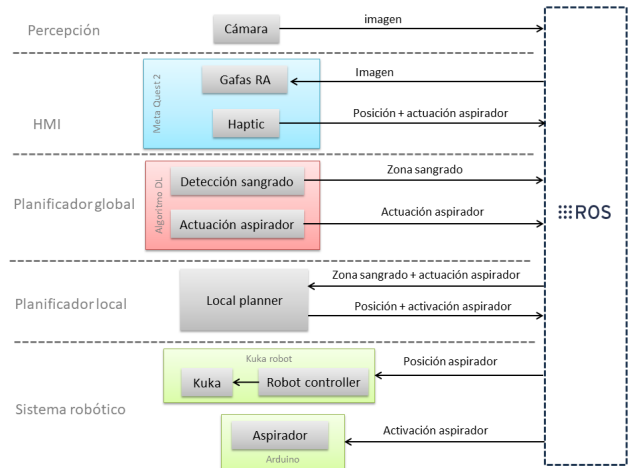 Percepción
Cámara
imagen
HMI
Meta Quest 2
Gafas RA
Imagen
Haptic
Posición + actuación aspirador
Planificador global
Algoritmo DL
Detección sangrado
Zona sangrado
Actuación aspirador
Actuación aspirador
ROS
Planificador local
Local planner
Zona sangrado + actuación aspirador
Posición + activación aspirador
Sistema robótico
Kuka robot
Kuka
Robot controller
Posición aspirador
Aspirador
Arduino
Activación aspirador